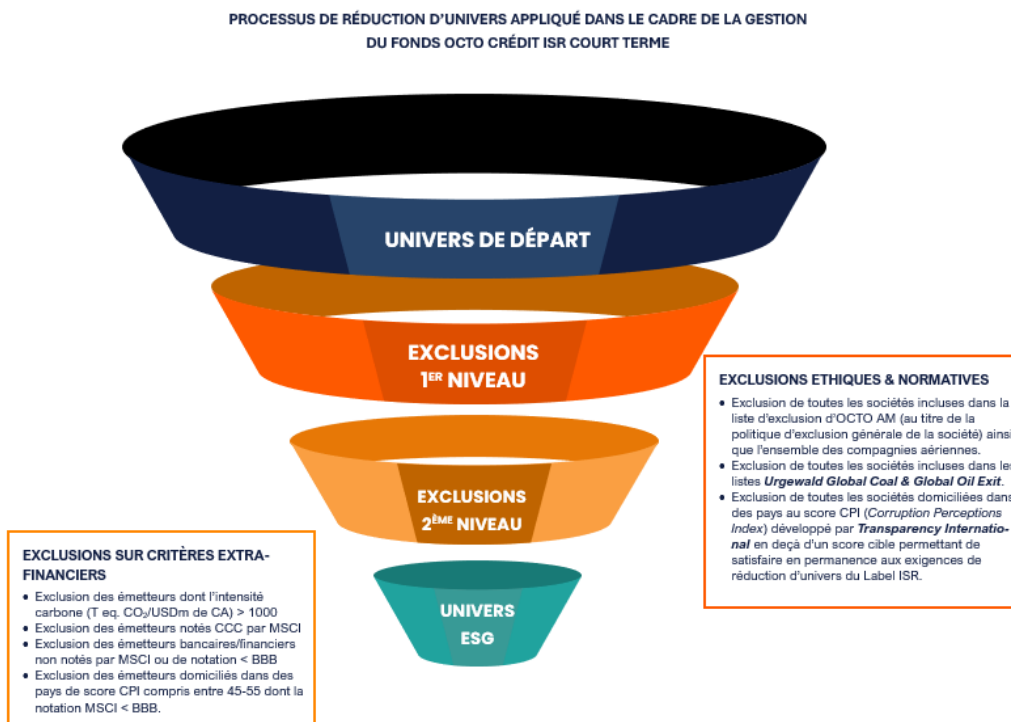 PROCESSUS DE RÉDUCTION D'UNIVERS APPLIQUÉ DANS LE CADRE DE LA GESTION
DU FONDS OCTO CRÉDIT ISR COURT TERME
UNIVERS DE DÉPART
EXCLUSIONS
1ER NIVEAU
EXCLUSIONS ETHIQUES & NORMATIVES
• Exclusion de toutes les sociétés incluses dans la
liste d'exclusion d'OCTO AM (au titre de la
politique d'exclusion générale de la société) ainsi
que l'ensemble des compagnies aériennes.
• Exclusion de toutes les sociétés incluses dans les
listes Urgewald Global Coal & Global Oil Exit.
• Exclusion de toutes les sociétés domiciliées dans
des pays au score CPI (Corruption Perceptions
Index) développé par Transparency Internatio-
nal en deçà d'un score cible permettant de
satisfaire en permanence aux exigences de
réduction d'univers du Label ISR.
EXCLUSIONS
2ÈME NIVEAU
EXCLUSIONS SUR CRITÈRES EXTRA-
FINANCIERS
• Exclusion des émetteurs dont l'intensité
carbone (T eq. CO₂/USDm de CA) > 1000
• Exclusion des émetteurs notés CCC par MSCI
• Exclusion des émetteurs bancaires/financiers
non notés par MSCI ou de notation < BBB
• Exclusion des émetteurs domiciliés dans des
pays de score CPI compris entre 45-55 dont la
notation MSCI < BBB.
UNIVERS
ESG